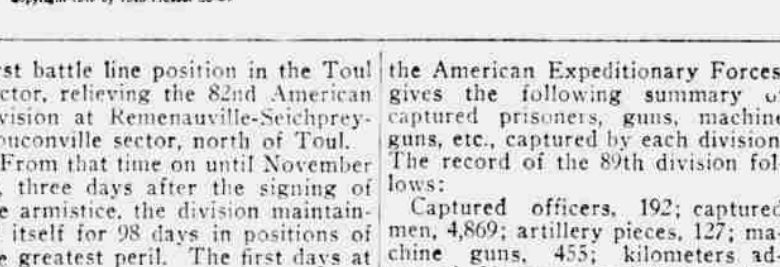 st battle line position in the Toul
ctor, relieving the 82nd American
vision at Remenauville-Seichprey-
ouconville sector, north of Toul.
From that time on until November
, three days after the signing of
e armistice, the division maintain-
itself for 98 days in positions of
e greatest peril. The first days at
the American Expeditionary Forces
gives the following summary of
captured prisoners, guns, machine
guns, etc., captured by each division
The record of the 89th division fol-
lows:
Captured officers, 192; captured
men, 4,869; artillery pieces, 127; ma-
chine guns, 455; kilometers ad-